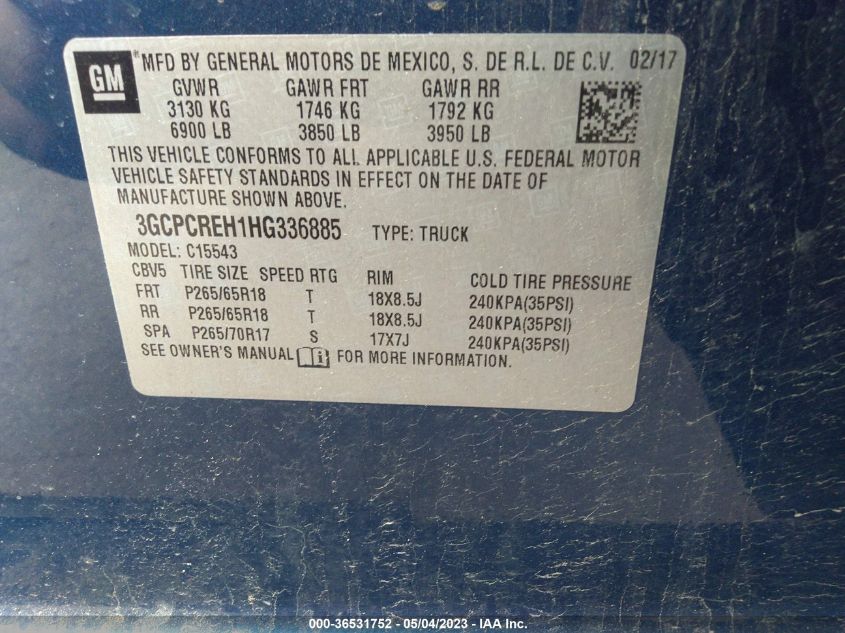 GM
MFD BY GENERAL MOTORS DE MEXICO, S. DE R.L. DE C.V. 02/17
GVWR GAWR FRT GAWR RR
3130 KG 1746 KG 1792 KG
6900 LB 3850 LB 3950 LB
THIS VEHICLE CONFORMS TO ALL APPLICABLE U.S. FEDERAL MOTOR
VEHICLE SAFETY STANDARDS IN EFFECT ON THE DATE OF
MANUFACTURE SHOWN ABOVE.
3GCPCREH1HG336885 TYPE: TRUCK
MODEL: C15543
CBV5 TIRE SIZE SPEED RTG RIM COLD TIRE PRESSURE
FRT P265/65R18 T 18X8.5J 240KPA(35PSI)
RR P265/65R18 T 18X8.5J 240KPA(35PSI)
SPA P265/70R17 S 17X7J 240KPA(35PSI)
SEE OWNER'S MANUAL FOR MORE INFORMATION.
000-36531752 - 05/04/2023 - IAA Inc.